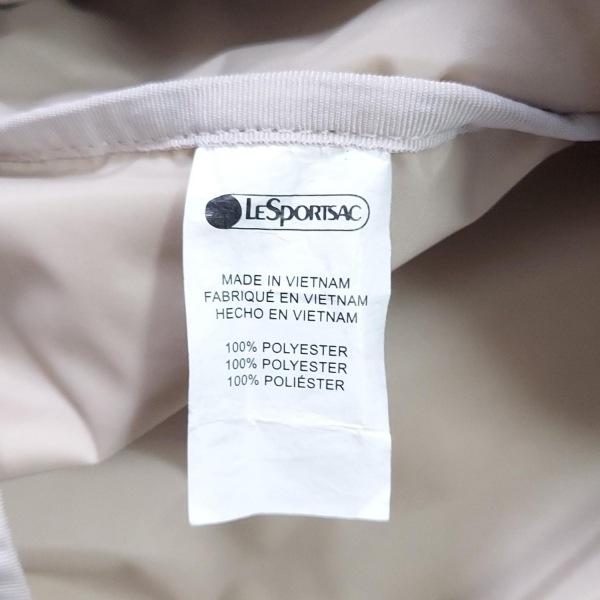 LESPORTSAC
MADE IN VIETNAM
FABRIQUÉ EN VIETNAM
HECHO EN VIETNAM
100% POLYESTER
100% POLYESTER
100% POLIÉSTER